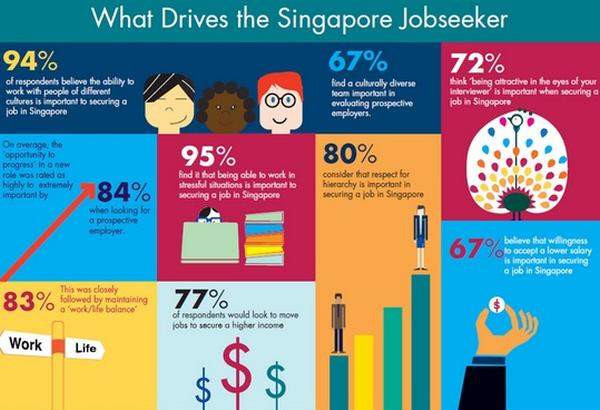 What Drives the Singapore Jobseeker
94%
of respondents believe the ability to
work with people of different
cultures is important to securing a
job in Singapore
67%
find a culturally diverse
team important in
evaluating prospective
employers.
72%
think 'being attractive in the eyes of your
interviewer' is important when securing a
job in Singapore
On average, the
'opportunity to
progress' in a new
role was rated as
highly to extremely
important by
84%
when looking for
a prospective
employer.
95%
find it that being able to work in
stressful situations is important to
securing a job in Singapore
80%
consider that respect for
hierarchy is important in
securing a job in Singapore
67%
believe that willingness
to accept a lower salary
is important in securing
a job in Singapore
83%
This was closely
followed by maintaining
a 'work/life balance'
Work
Life
77%
of respondents would look to move
jobs to secure a higher income
$
$
$
$